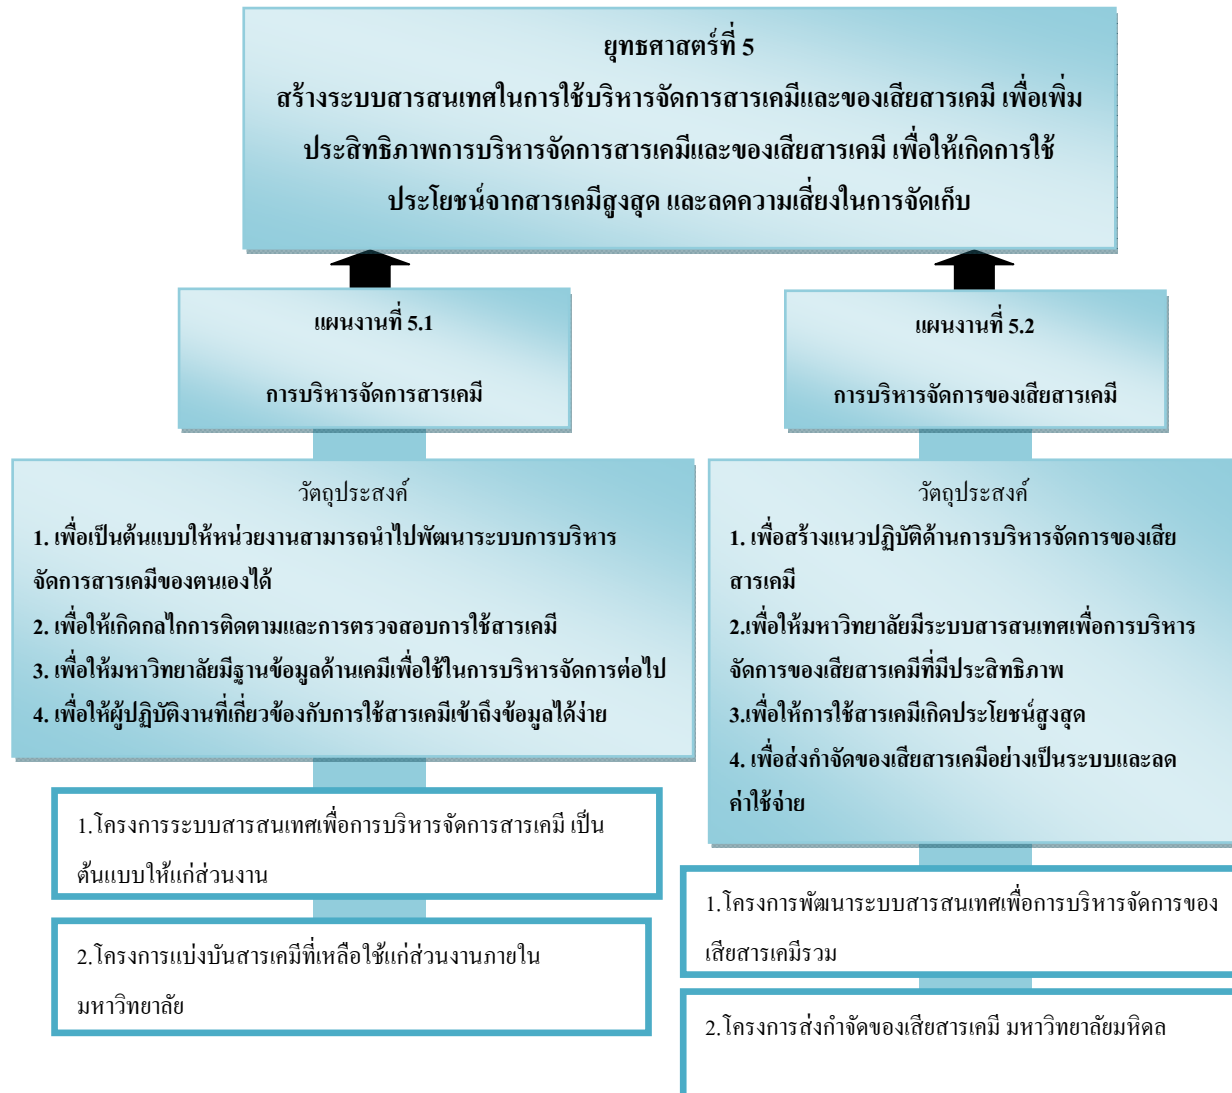 ยุทธศาสตร์ที่ 5
สร้างระบบสารสนเทศในการใช้บริหารจัดการสารเคมีและของเสียสารเคมี เพื่อเพิ่ม
ประสิทธิภาพการบริหารจัดการสารเคมีและของเสียสารเคมี เพื่อให้เกิดการใช้
ประโยชน์จากสารเคมีสูงสุด และลดความเสี่ยงในการจัดเก็บ
แผนงานที่ 5.1
การบริหารจัดการสารเคมี
วัตถุประสงค์
1. เพื่อเป็นต้นแบบให้หน่วยงานสามารถนำไปพัฒนาระบบการบริหาร
จัดการสารเคมีของตนเองได้
2. เพื่อให้เกิดกลไกการติดตามและการตรวจสอบการใช้สารเคมี
3. เพื่อให้มหาวิทยาลัยมีฐานข้อมูลด้านเคมีเพื่อใช้ในการบริหารจัดการต่อไป
4. เพื่อให้ผู้ปฏิบัติงานที่เกี่ยวข้องกับการใช้สารเคมีเข้าถึงข้อมูลได้ง่าย
1.โครงการระบบสารสนเทศเพื่อการบริหารจัดการสารเคมี เป็น
ต้นแบบให้แก่ส่วนงาน
2.โครงการแบ่งบันสารเคมีที่เหลือใช้แก่ส่วนงานภายใน
มหาวิทยาลัย
แผนงานที่ 5.2
การบริหารจัดการของเสียสารเคมี
วัตถุประสงค์
1. เพื่อสร้างแนวปฏิบัติด้านการบริหารจัดการของเสีย
สารเคมี
2.เพื่อให้มหาวิทยาลัยมีระบบสารสนเทศเพื่อการบริหาร
จัดการของเสียสารเคมีที่มีประสิทธิภาพ
3.เพื่อให้การใช้สารเคมีเกิดประโยชน์สูงสุด
4. เพื่อส่งกำจัดของเสียสารเคมีอย่างเป็นระบบและลด
ค่าใช้จ่าย
1.โครงการพัฒนาระบบสารสนเทศเพื่อการบริหารจัดการของ
เสียสารเคมีรวม
2.โครงการส่งกำจัดของเสียสารเคมี มหาวิทยาลัยมหิดล